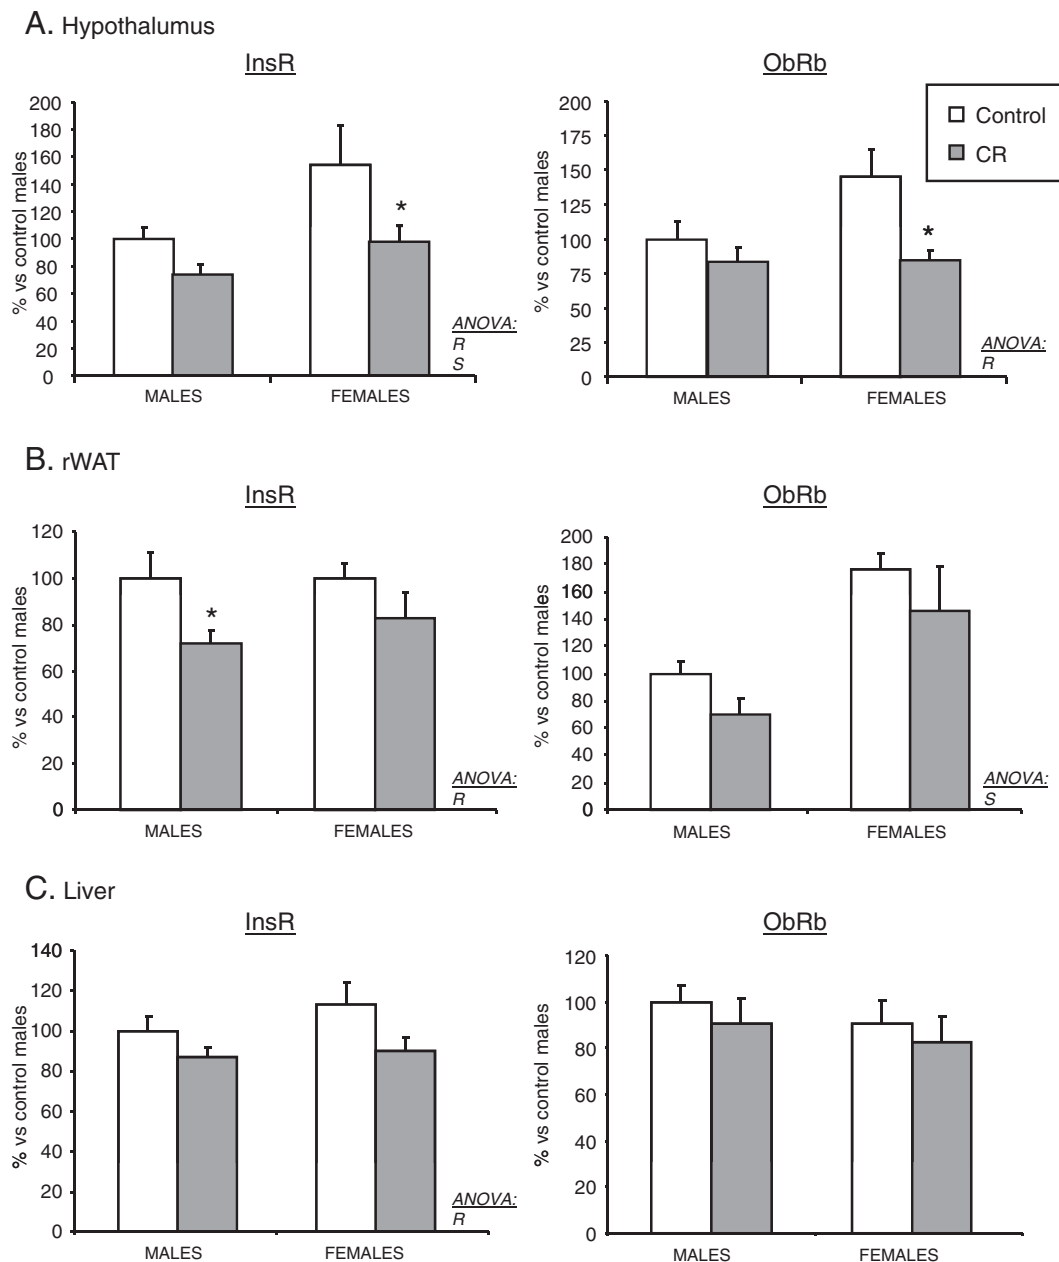 A. Hypothalumus
InsR
% vs control males
200
180
160
140
120
100
80
60
40
20
0
*
ANOVA:
R
S
MALES FEMALES
ObRb
Control
CR
% vs control males
200
175
150
125
100
75
50
25
0
*
ANOVA:
R
MALES FEMALES
B. rWAT
InsR
% vs control males
120
100
80
60
40
20
0
*
ANOVA:
R
MALES FEMALES
ObRb
% vs control males
200
180
160
140
120
100
80
60
40
20
0
ANOVA:
S
MALES FEMALES
C. Liver
InsR
% vs control males
140
120
100
80
60
40
20
0
ANOVA:
R
MALES FEMALES
ObRb
% vs control males
120
100
80
60
40
20
0
MALES FEMALES